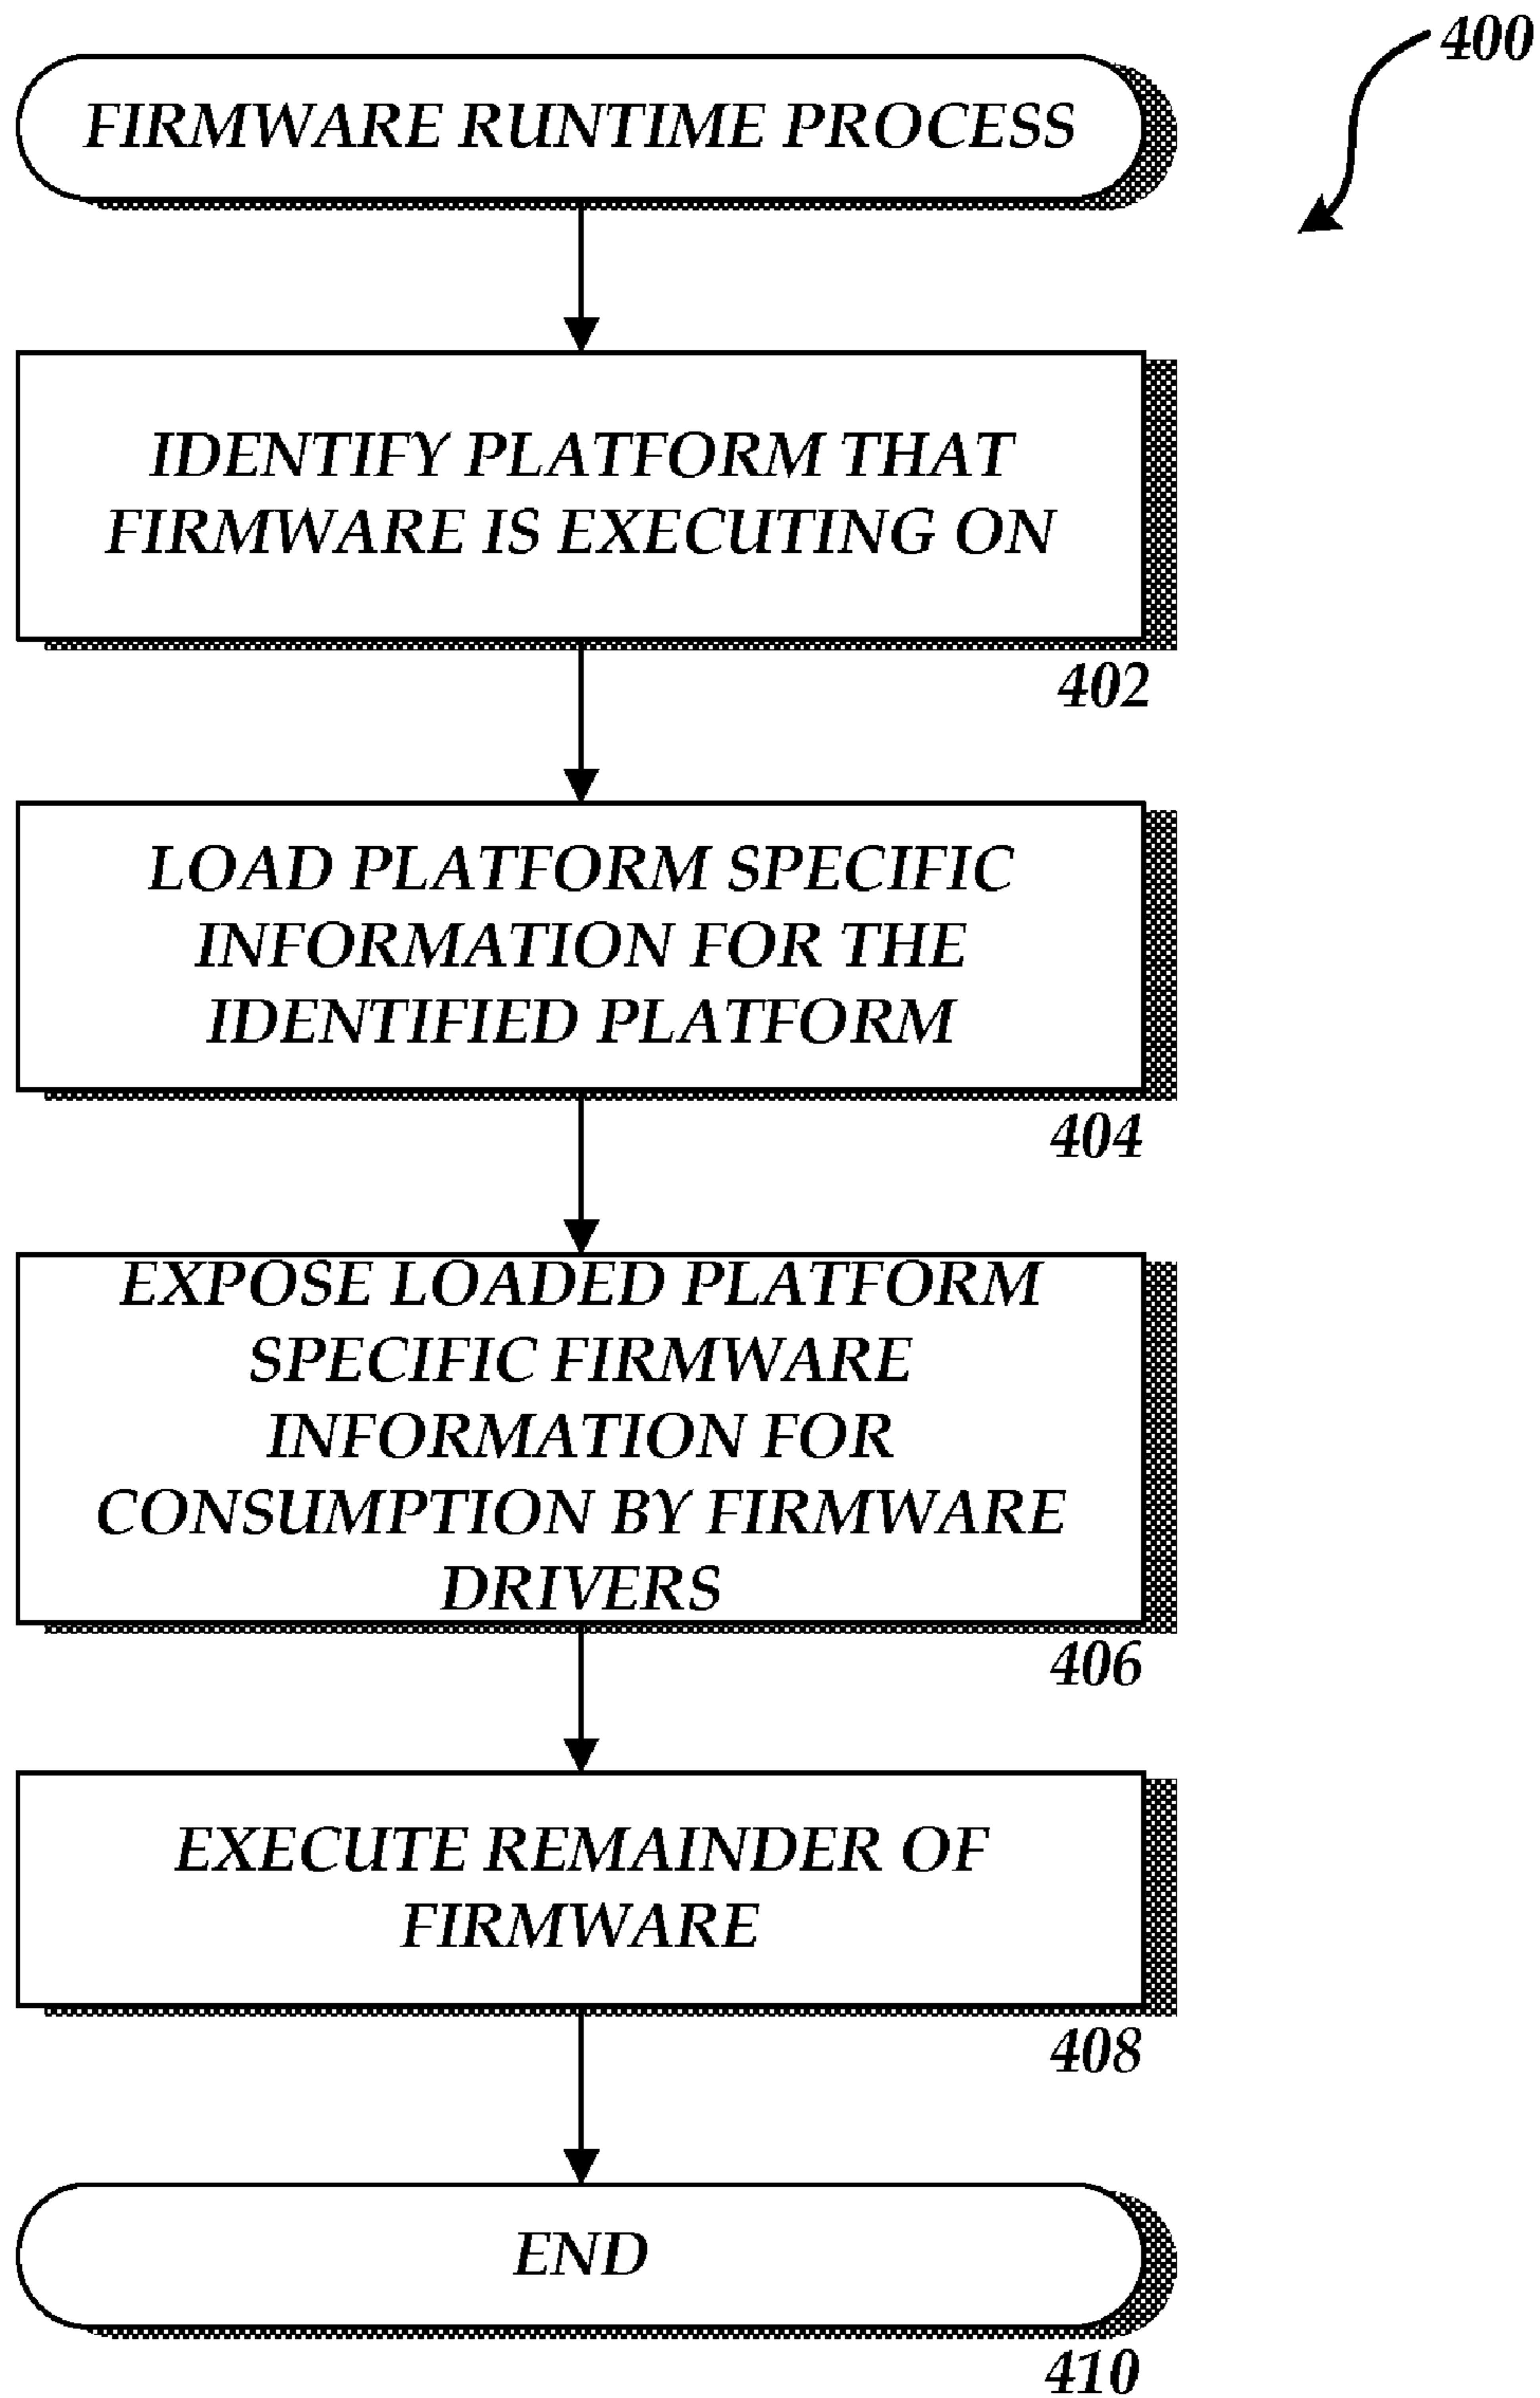 400
FIRMWARE RUNTIME PROCESS
IDENTIFY PLATFORM THAT
FIRMWARE IS EXECUTING ON
402
LOAD PLATFORM SPECIFIC
INFORMATION FOR THE
IDENTIFIED PLATFORM
404
EXPOSE LOADED PLATFORM
SPECIFIC FIRMWARE
INFORMATION FOR
CONSUMPTION BY FIRMWARE
DRIVERS
406
EXECUTE REMAINDER OF
FIRMWARE
408
END
410